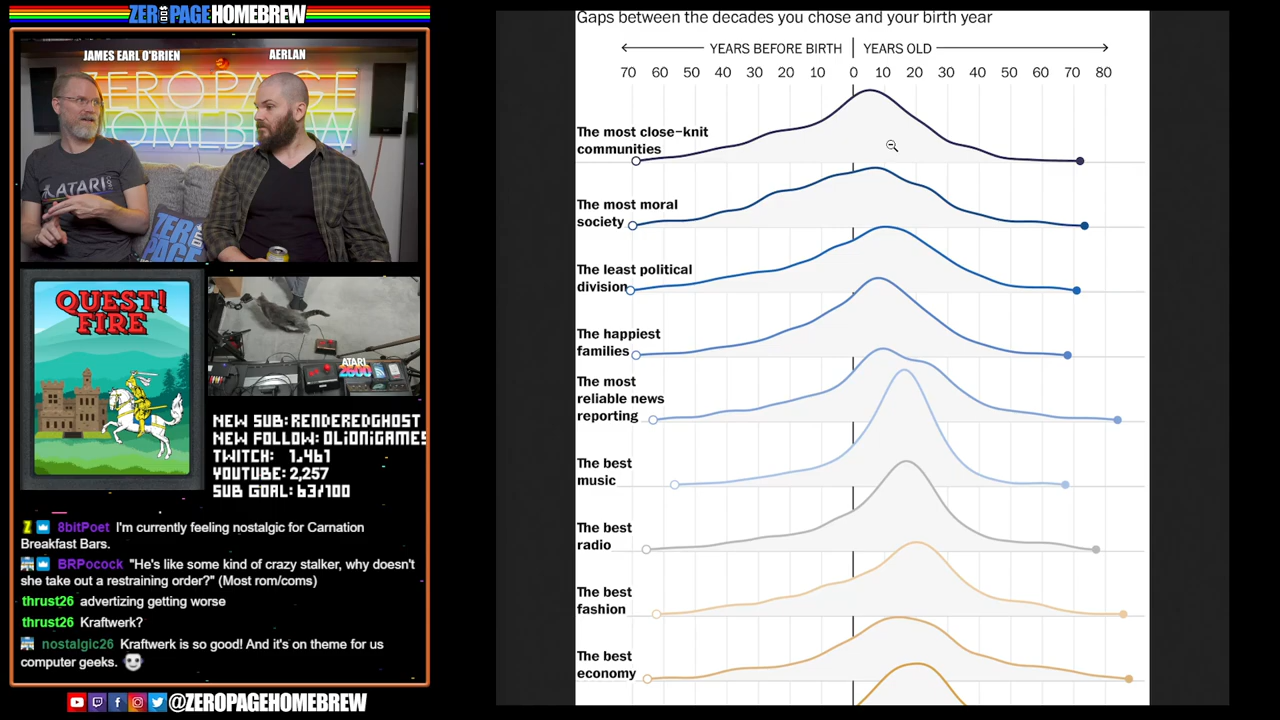 ZEROPAGE HOMEBREW
JAMES EARL O'BRIEN
AERLAN
ZEROPAGE
HOMEBREW
ATARI
QUEST!
FIRE
ATARI
2600
NEW SUB:RENDEREDGHOST
NEW FOLLOW:OLIONIGAMES
TWITCH: 1,461
YOUTUBE: 2,257
SUB GOAL: 63/100
8bitPoet I'm currently feeling nostalgic for Carnation
Breakfast Bars.
BRPocock "He's like some kind of crazy stalker, why doesn't
she take out a restraining order?" (Most rom/coms)
thrust26 advertizing getting worse
thrust26 Kraftwerk?
nostalgic26 Kraftwerk is so good! And it's on theme for us
computer geeks.
@ZEROPAGEHOMEBREW
Gaps between the decades you chose and your birth year
YEARS BEFORE BIRTH YEARS OLD
70 60 50 40 30 20 10 0 10 20 30 40 50 60 70 80
The most close-knit
communities
The most moral
society
The least political
division
The happiest
families
The most
reliable news
reporting
The best
music
The best
radio
The best
fashion
The best
economy